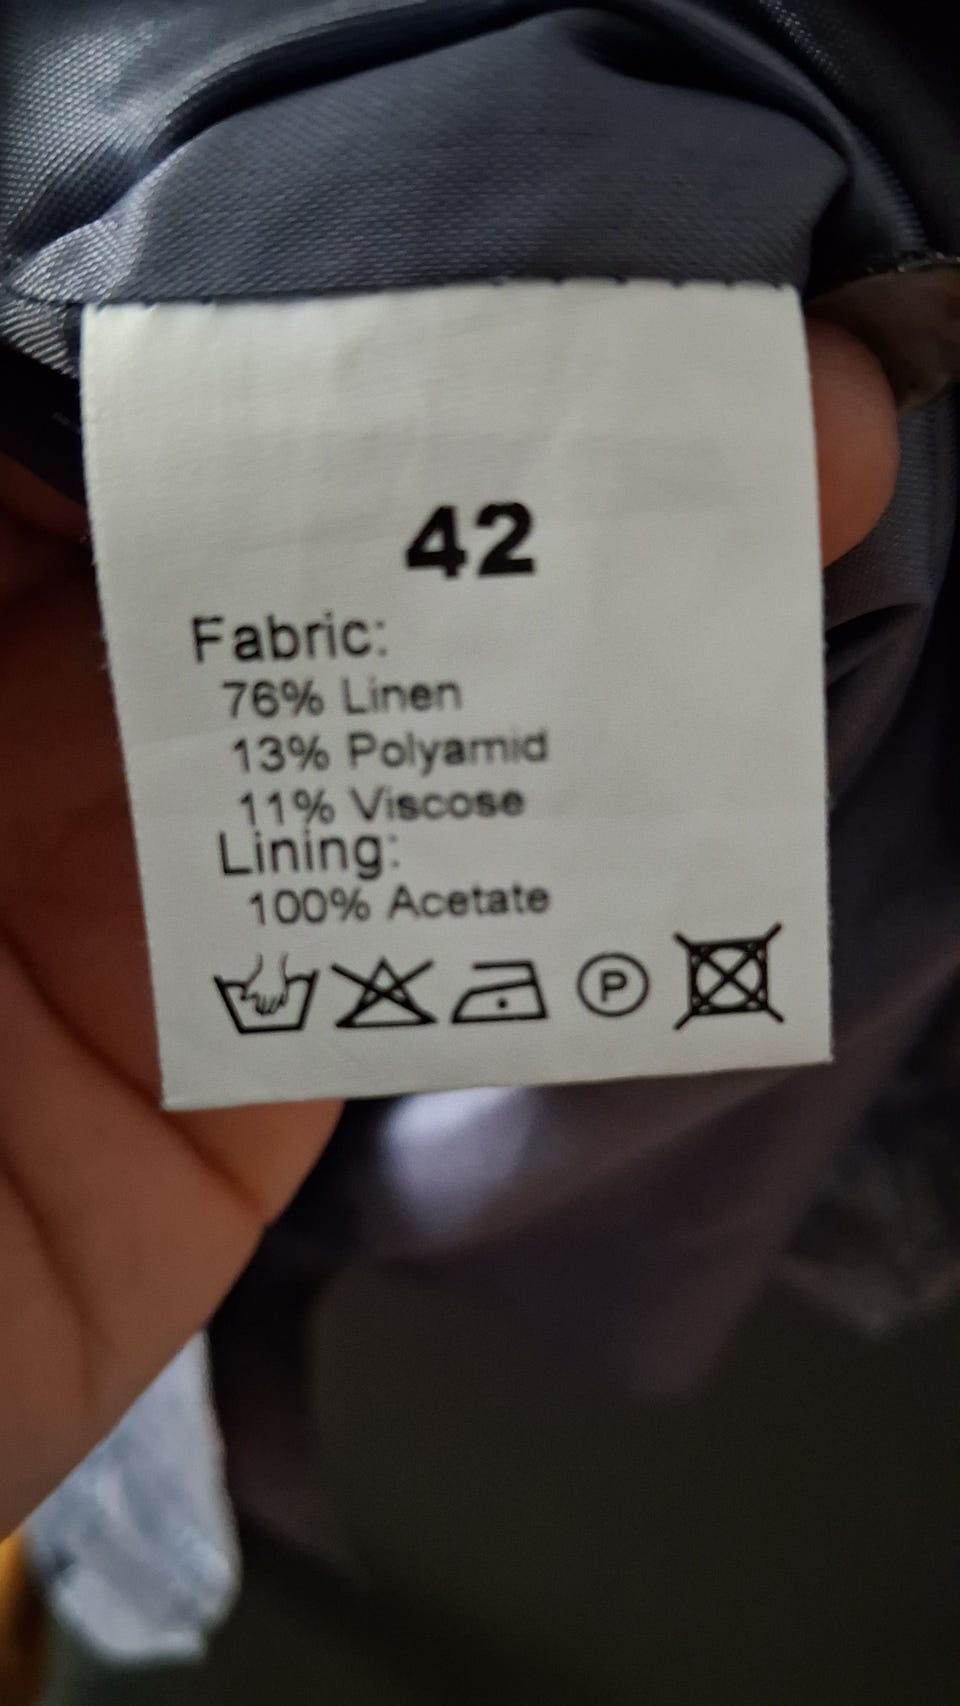 42
Fabric:
76% Linen
13% Polyamid
11% Viscose
Lining:
100% Acetate
P